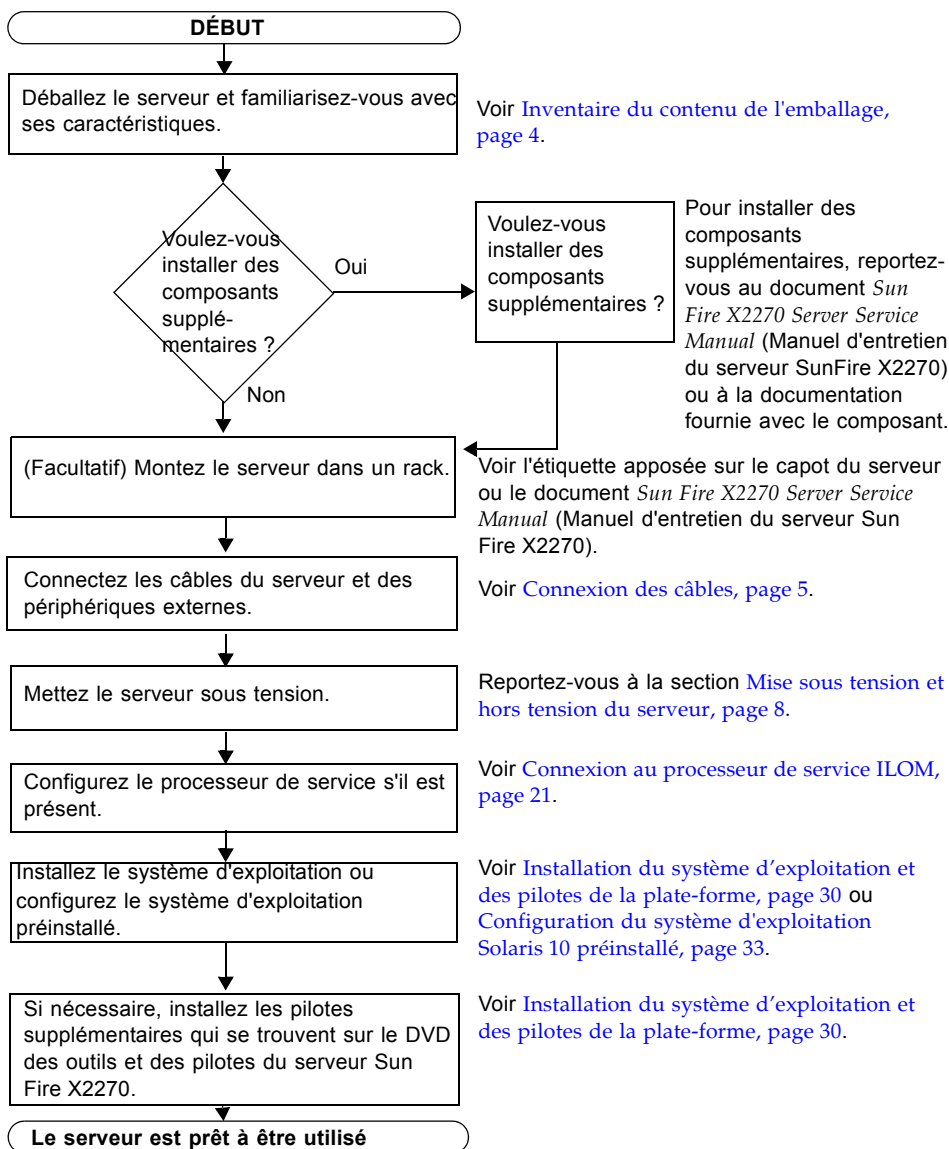 DÉBUT
Déballez le serveur et familiarisez-vous avec
ses caractéristiques.
Voir Inventaire du contenu de l'emballage,
page 4.
Voulez-vous
installer des
composants
supplé-
mentaires ?
Oui
Non
Voulez-vous
installer des
composants
supplémentaires ?
Pour installer des
composants
supplémentaires, reportez-
vous au document Sun
Fire X2270 Server Service
Manual (Manuel d'entretien
du serveur SunFire X2270)
ou à la documentation
fournie avec le composant.
(Facultatif) Montez le serveur dans un rack.
Voir l'étiquette apposée sur le capot du serveur
ou le document Sun Fire X2270 Server Service
Manual (Manuel d'entretien du serveur Sun
Fire X2270).
Connectez les câbles du serveur et des
périphériques externes.
Voir Connexion des câbles, page 5.
Mettez le serveur sous tension.
Reportez-vous à la section Mise sous tension et
hors tension du serveur, page 8.
Configurez le processeur de service s'il est
présent.
Voir Connexion au processeur de service ILOM,
page 21.
Installez le système d'exploitation ou
configurez le système d'exploitation
préinstallé.
Voir Installation du système d’exploitation et
des pilotes de la plate-forme, page 30 ou
Configuration du système d'exploitation
Solaris 10 préinstallé, page 33.
Si nécessaire, installez les pilotes
supplémentaires qui se trouvent sur le DVD
des outils et des pilotes du serveur Sun
Fire X2270.
Voir Installation du système d’exploitation et
des pilotes de la plate-forme, page 30.
Le serveur est prêt à être utilisé